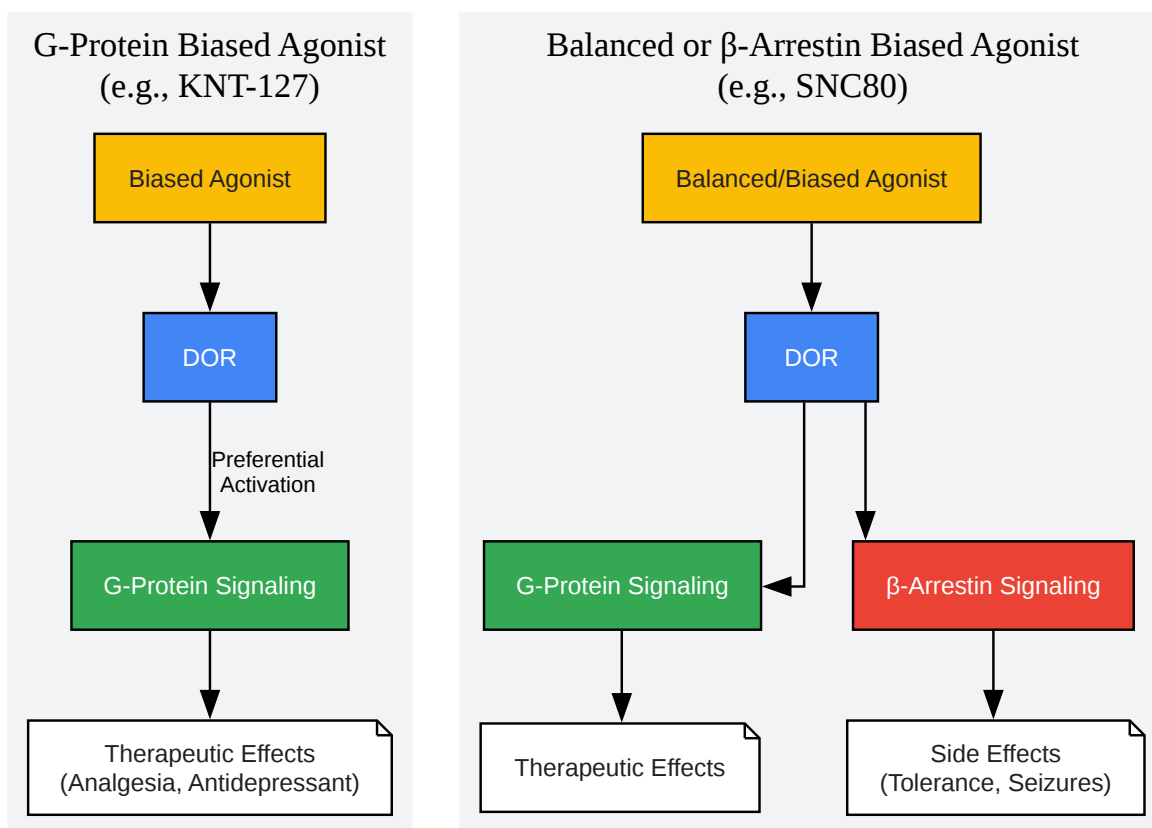 G-Protein Biased Agonist
(e.g., KNT-127)
Biased Agonist
DOR
Preferential
Activation
G-Protein Signaling
Therapeutic Effects
(Analgesia, Antidepressant)
Balanced or β-Arrestin Biased Agonist
(e.g., SNC80)
Balanced/Biased Agonist
DOR
G-Protein Signaling
β-Arrestin Signaling
Therapeutic Effects
Side Effects
(Tolerance, Seizures)